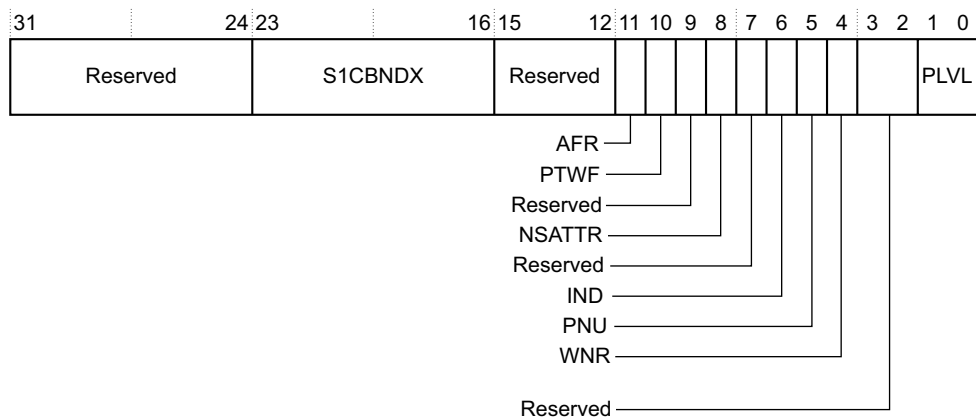 31 24 23 16 15 12 11 10 9 8 7 6 5 4 3 2 1 0
Reserved S1CBNDX Reserved PLVL
AFR
PTWF
Reserved
NSATTR
Reserved
IND
PNU
WNR
Reserved